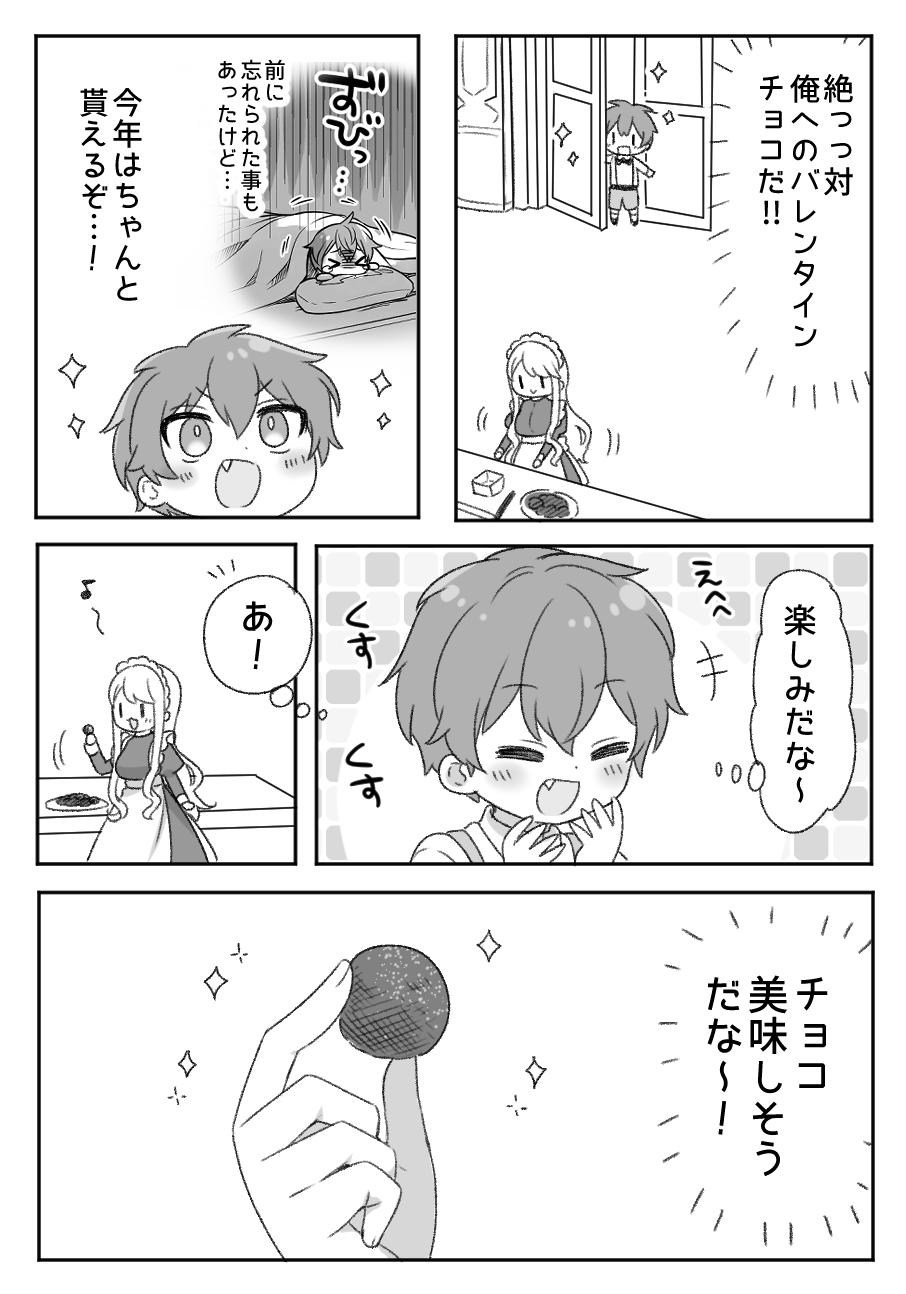 絶っっ対
俺へのバレンタイン
チョコだ!!
ずびっ…
前に
忘れられた事も
あったけど…
今年はちゃんと
貰えるぞ…!
楽しみだな〜
えへへ
くす
くす
あ!
チョコ
美味しそう
だな〜!